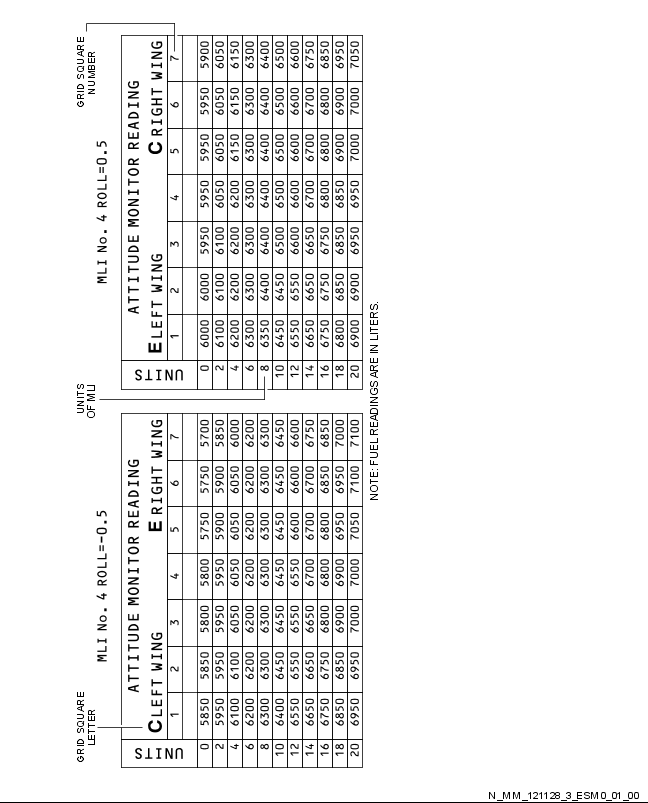 GRID SQUARE
LETTER
UNITS
OF MLI
GRID SQUARE
NUMBER
MLI No. 4 ROLL=-0.5
ATTITUDE MONITOR READING
C LEFT WING E RIGHT WING
UNITS 1 2 3 4 5 6 7
0 5850 5850 5800 5800 5750 5750 5700
2 5950 5950 5950 5950 5900 5900 5850
4 6100 6100 6050 6050 6050 6050 6000
6 6200 6200 6200 6200 6200 6200 6200
8 6300 6300 6300 6300 6300 6300 6300
10 6400 6450 6450 6450 6450 6450 6450
12 6550 6550 6550 6550 6600 6600 6600
14 6650 6650 6650 6700 6700 6700 6750
16 6750 6750 6800 6800 6800 6850 6850
18 6850 6850 6850 6900 6950 6950 7000
20 6950 6950 7000 7000 7050 7100 7100
MLI No. 4 ROLL=0.5
ATTITUDE MONITOR READING
E LEFT WING C RIGHT WING
UNITS 1 2 3 4 5 6 7
0 6000 6000 5950 5950 5950 5950 5900
2 6100 6100 6100 6050 6050 6050 6050
4 6200 6200 6200 6200 6150 6150 6150
6 6300 6300 6300 6300 6300 6300 6300
8 6350 6400 6400 6400 6400 6400 6400
10 6450 6450 6500 6500 6500 6500 6500
12 6550 6550 6600 6600 6600 6600 6600
14 6650 6650 6650 6700 6700 6700 6750
16 6750 6750 6750 6800 6800 6800 6850
18 6800 6850 6850 6850 6900 6900 6950
20 6900 6900 6950 6950 7000 7000 7050
NOTE: FUEL READINGS ARE IN LITERS.
N_MM_121128_3_ESM0_01_00